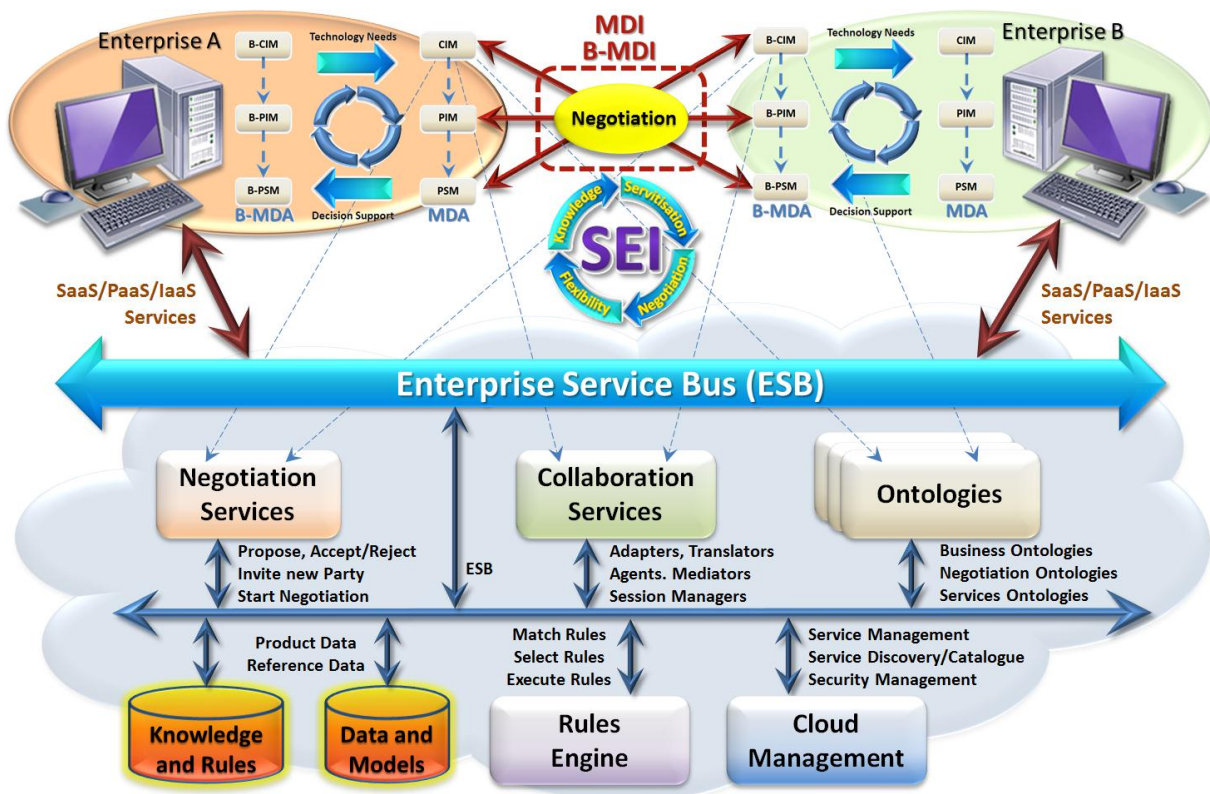 MDI
B-MDI
Enterprise A
B-CIM
Technology Needs
CIM
B-PIM
PIM
B-PSM
PSM
B-MDA
Decision Support
MDA
Negotiation
Enterprise B
B-CIM
Technology Needs
CIM
B-PIM
PIM
B-PSM
PSM
B-MDA
Decision Support
MDA
Knowledge
Servitisation
SEI
Flexibility
Negotiation
SaaS/PaaS/IaaS
Services
SaaS/PaaS/IaaS
Services
Enterprise Service Bus (ESB)
Negotiation
Services
Collaboration
Services
Ontologies
Propose, Accept/Reject
Invite new Party
Start Negotiation
ESB
Adapters, Translators
Agents. Mediators
Session Managers
Business Ontologies
Negotiation Ontologies
Services Ontologies
Product Data
Reference Data
Match Rules
Select Rules
Execute Rules
Service Management
Service Discovery/Catalogue
Security Management
Knowledge
and Rules
Data and
Models
Rules
Engine
Cloud
Management